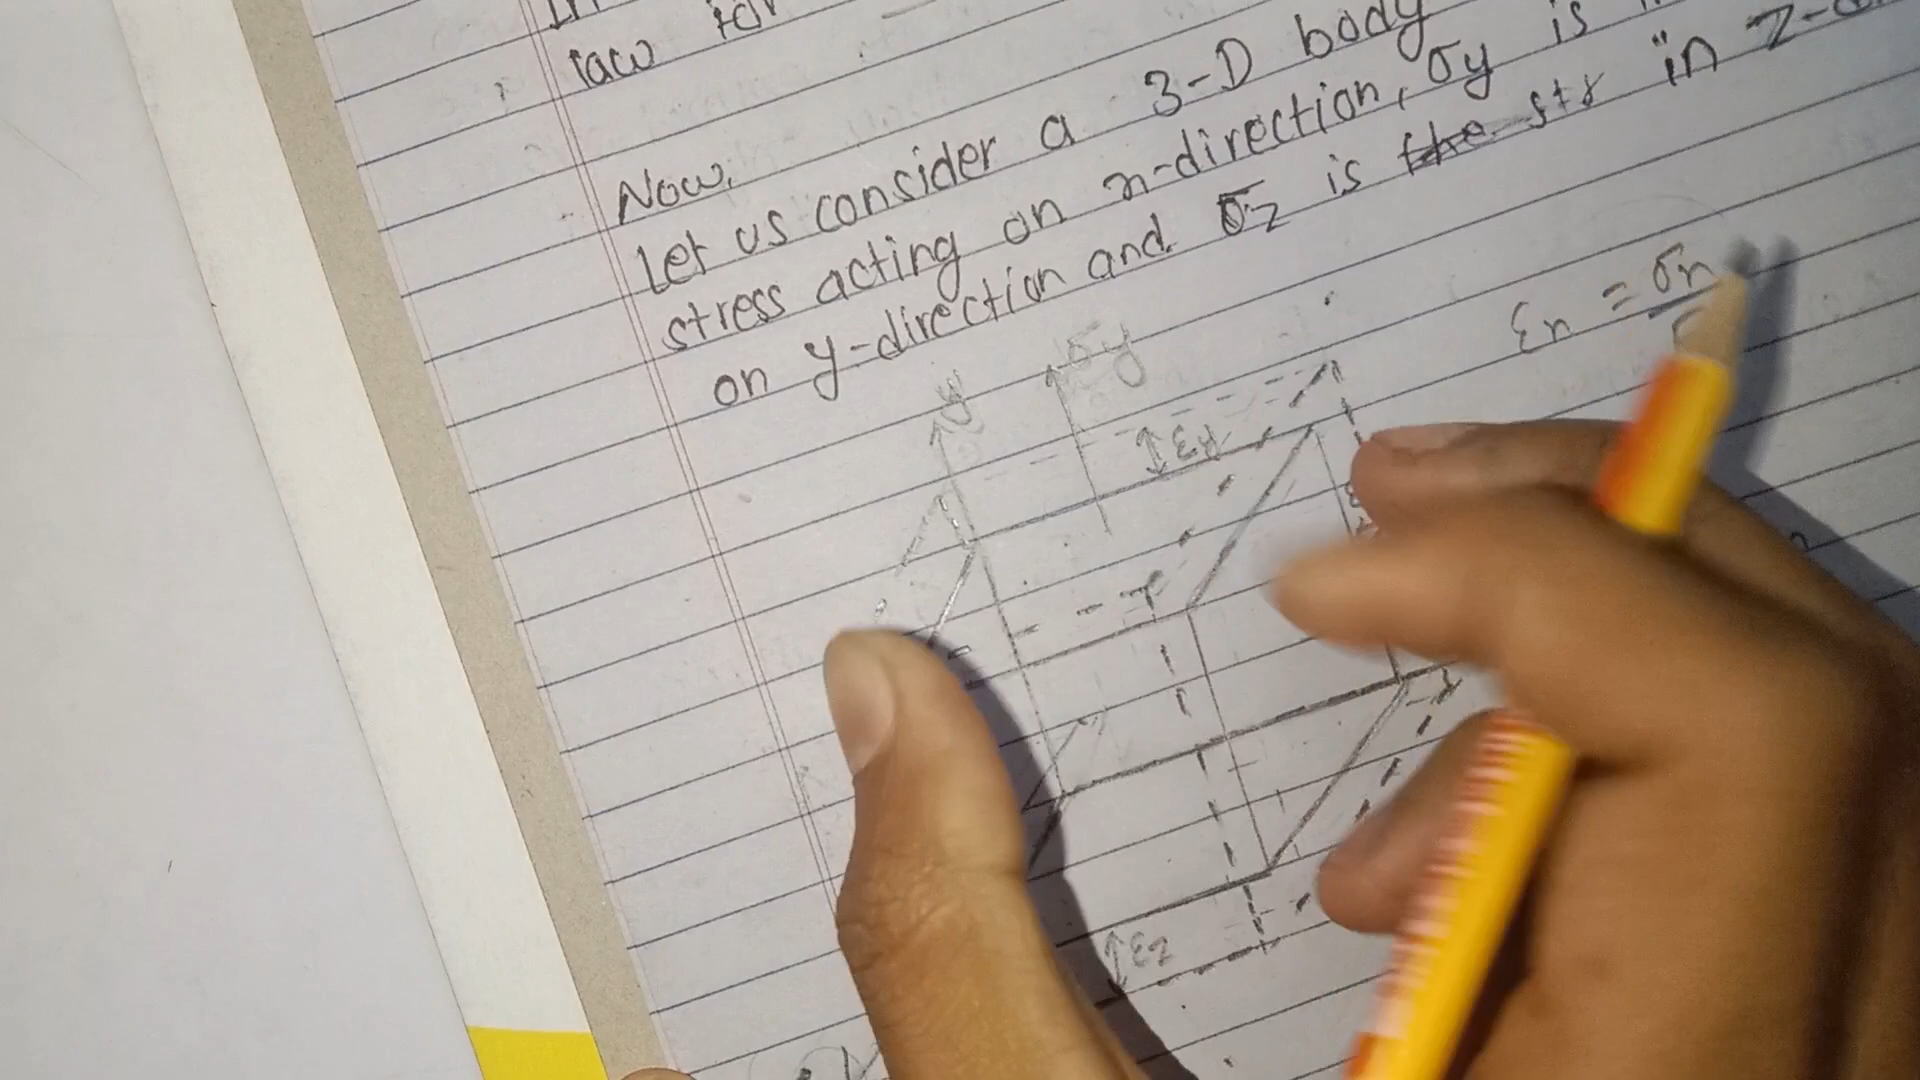 law for
Now,
Let us consider a 3-D body
stress acting on x-direction, σy is
on y-direction and σz is the str in z-
εx = σx
σy
y
εy
εz